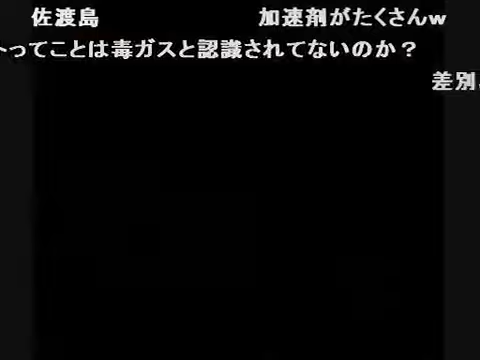 佐渡島 加速剤がたくさんw
トってことは毒ガスと認識されてないのか？
差別